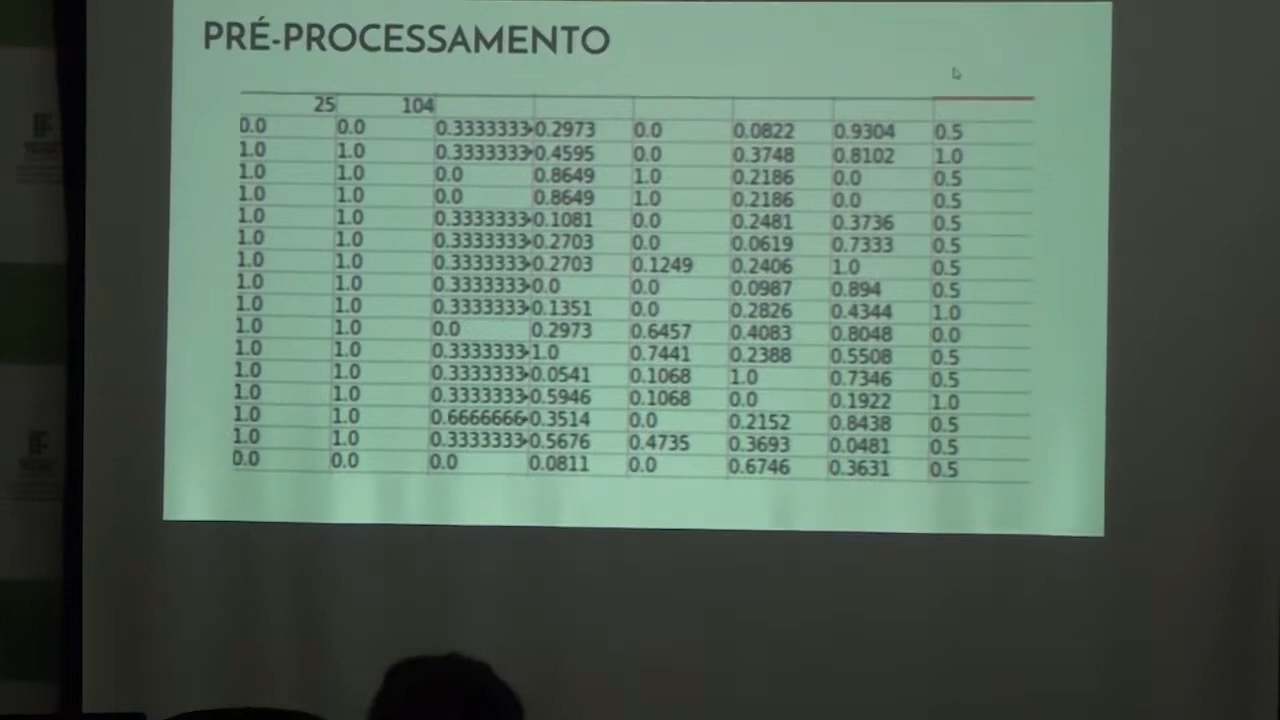 PRÉ-PROCESSAMENTO
25 104
0.0 0.0 0.3333333 0.2973 0.0 0.0822 0.9304 0.5
1.0 1.0 0.3333333 0.4595 0.0 0.3748 0.8102 1.0
1.0 1.0 0.0 0.8649 1.0 0.2186 0.0 0.5
1.0 1.0 0.0 0.8649 1.0 0.2186 0.0 0.5
1.0 1.0 0.3333333 0.1081 0.0 0.2481 0.3736 0.5
1.0 1.0 0.3333333 0.2703 0.0 0.0619 0.7333 0.5
1.0 1.0 0.3333333 0.2703 0.1249 0.2406 1.0 0.5
1.0 1.0 0.3333333 0.0 0.0 0.0987 0.894 0.5
1.0 1.0 0.3333333 0.1351 0.0 0.2826 0.4344 1.0
1.0 1.0 0.0 0.2973 0.6457 0.4083 0.8048 0.0
1.0 1.0 0.3333333 1.0 0.7441 0.2388 0.5508 0.5
1.0 1.0 0.3333333 0.0541 0.1068 1.0 0.7346 0.5
1.0 1.0 0.3333333 0.5946 0.1068 0.0 0.1922 1.0
1.0 1.0 0.6666666 0.3514 0.0 0.2152 0.8438 0.5
1.0 1.0 0.3333333 0.5676 0.4735 0.3693 0.0481 0.5
0.0 0.0 0.0 0.0811 0.0 0.6746 0.3631 0.5